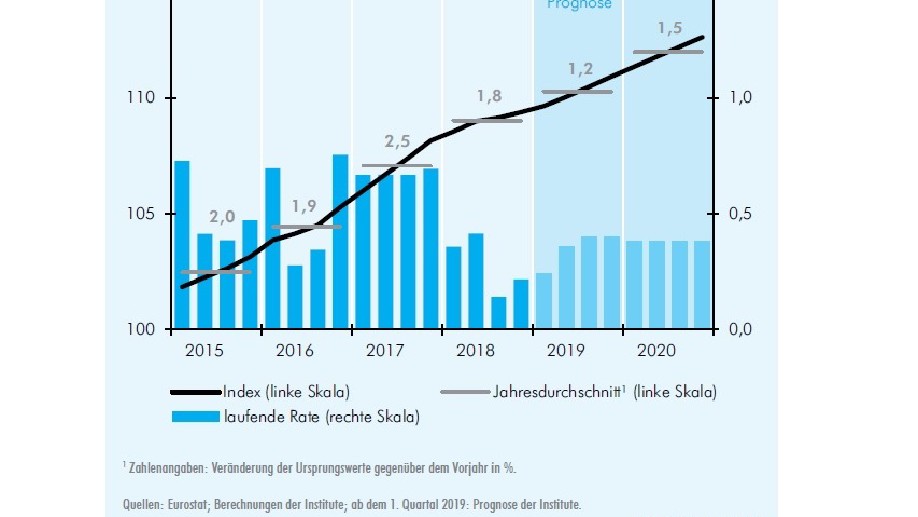 Prognose
1,5
1,2
110
1,8
1,0
2,5
105
2,0
1,9
0,5
100
0,0
2015 2016 2017 2018 2019 2020
Index (linke Skala) Jahresdurchschnitt¹ (linke Skala)
laufende Rate (rechte Skala)
¹ Zahlenangaben: Veränderung der Ursprungswerte gegenüber dem Vorjahr in %.
Quellen: Eurostat; Berechnungen der Institute; ab dem 1. Quartal 2019: Prognose der Institute.